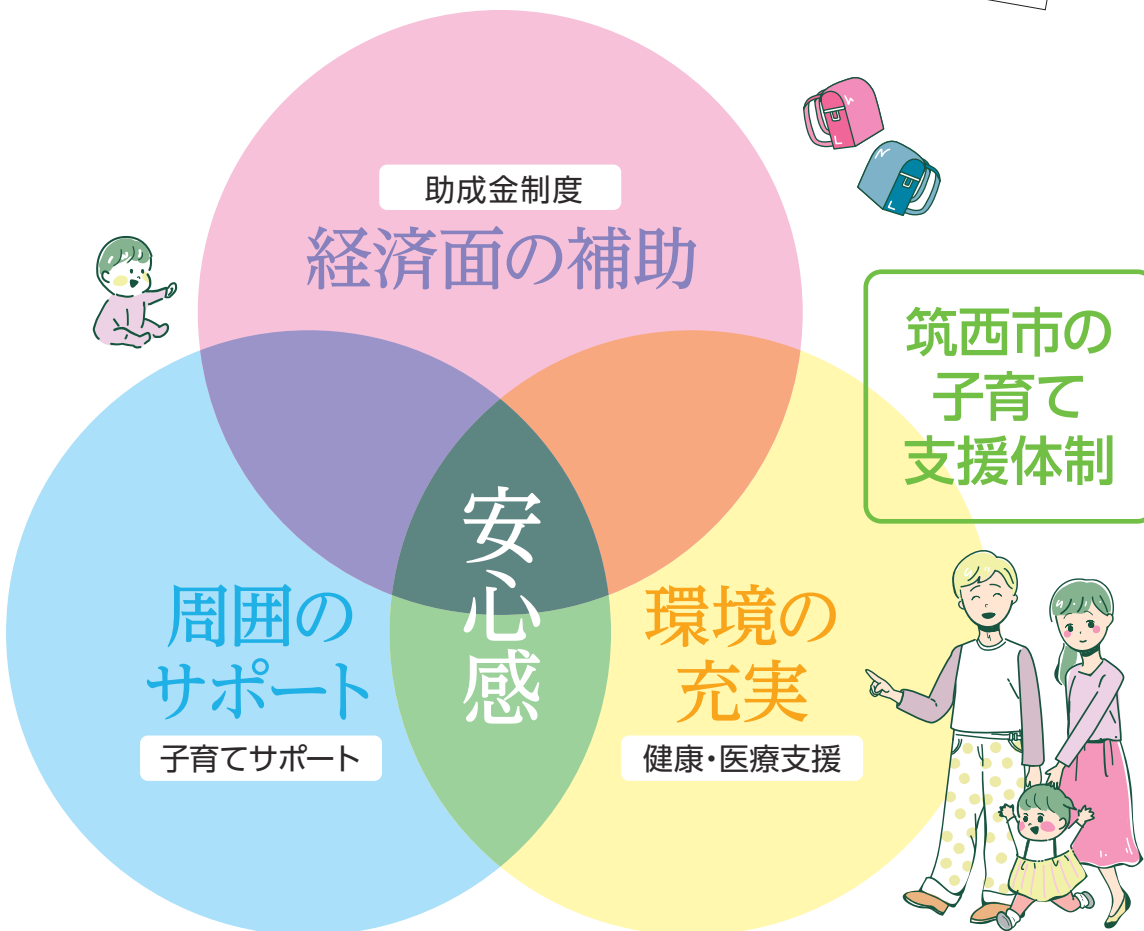 助成金制度
経済面の補助
筑西市の
子育て
支援体制
安心感
周囲の
サポート
子育てサポート
環境の
充実
健康・医療支援